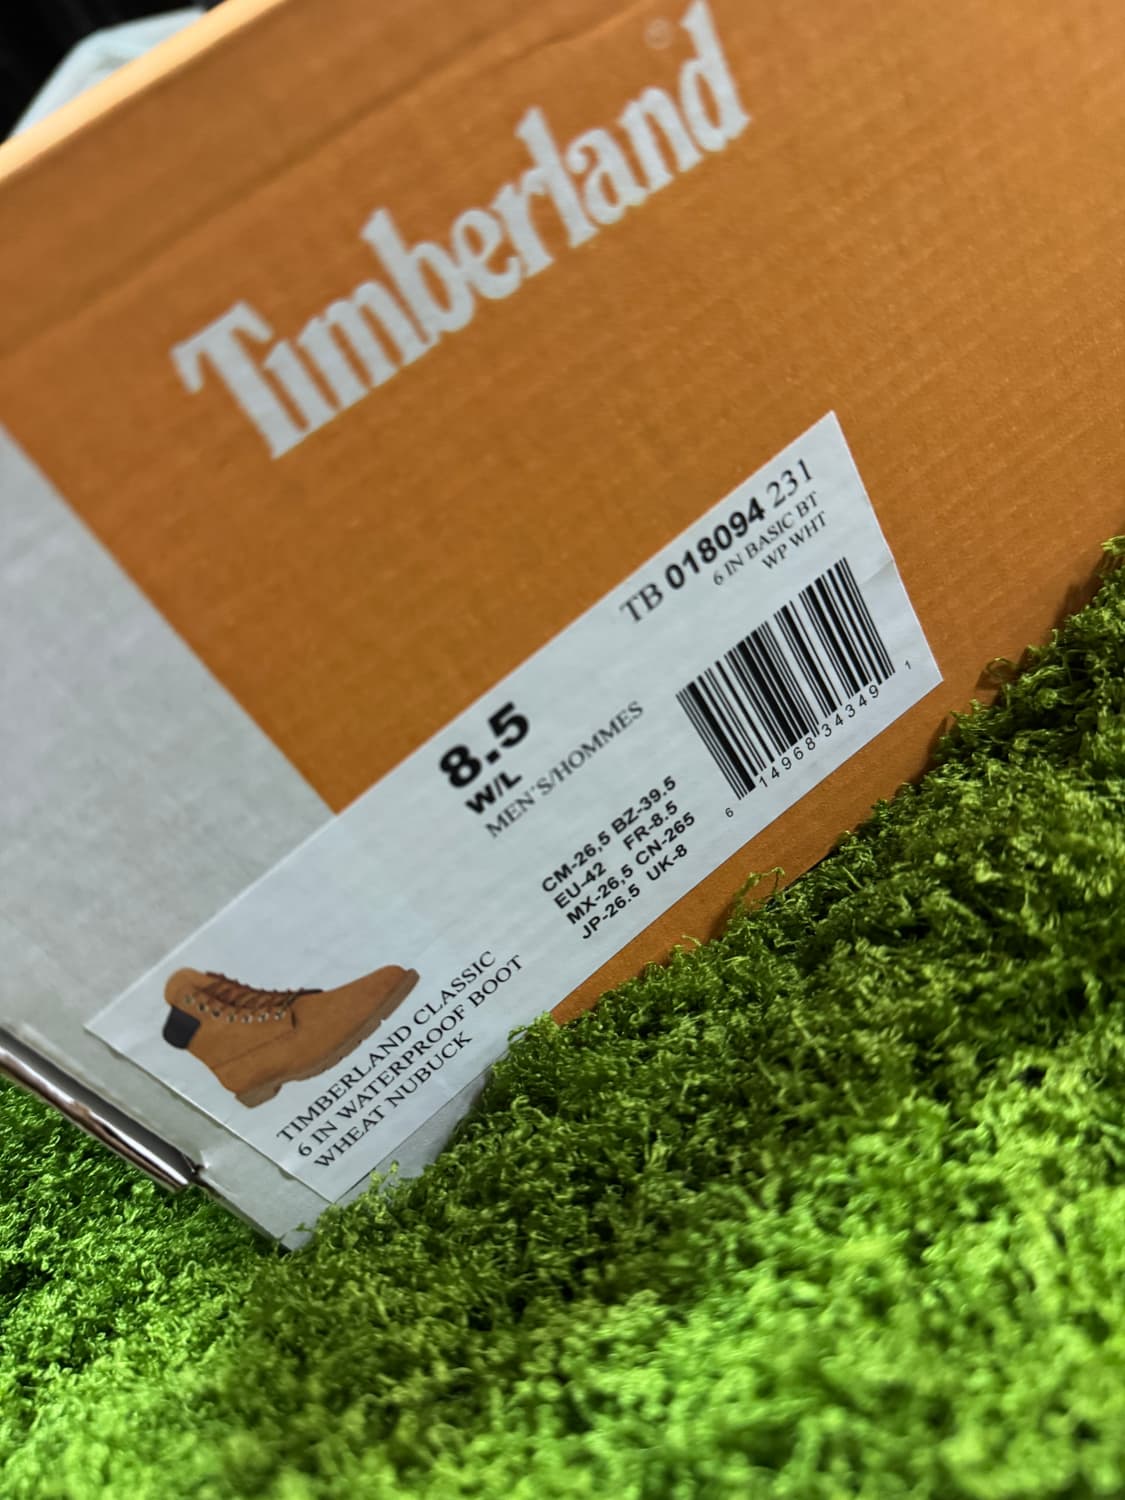 Timberland®
TB 018094 231
6 IN BASIC BT
WP WHT
8.5
W/L
MEN'S/HOMMES
6 14968 34349 1
CM-26,5 BZ-39.5
EU-42 FR-8.5
MX-26,5 CN-265
JP-26.5 UK-8
TIMBERLAND CLASSIC
6 IN WATERPROOF BOOT
WHEAT NUBUCK